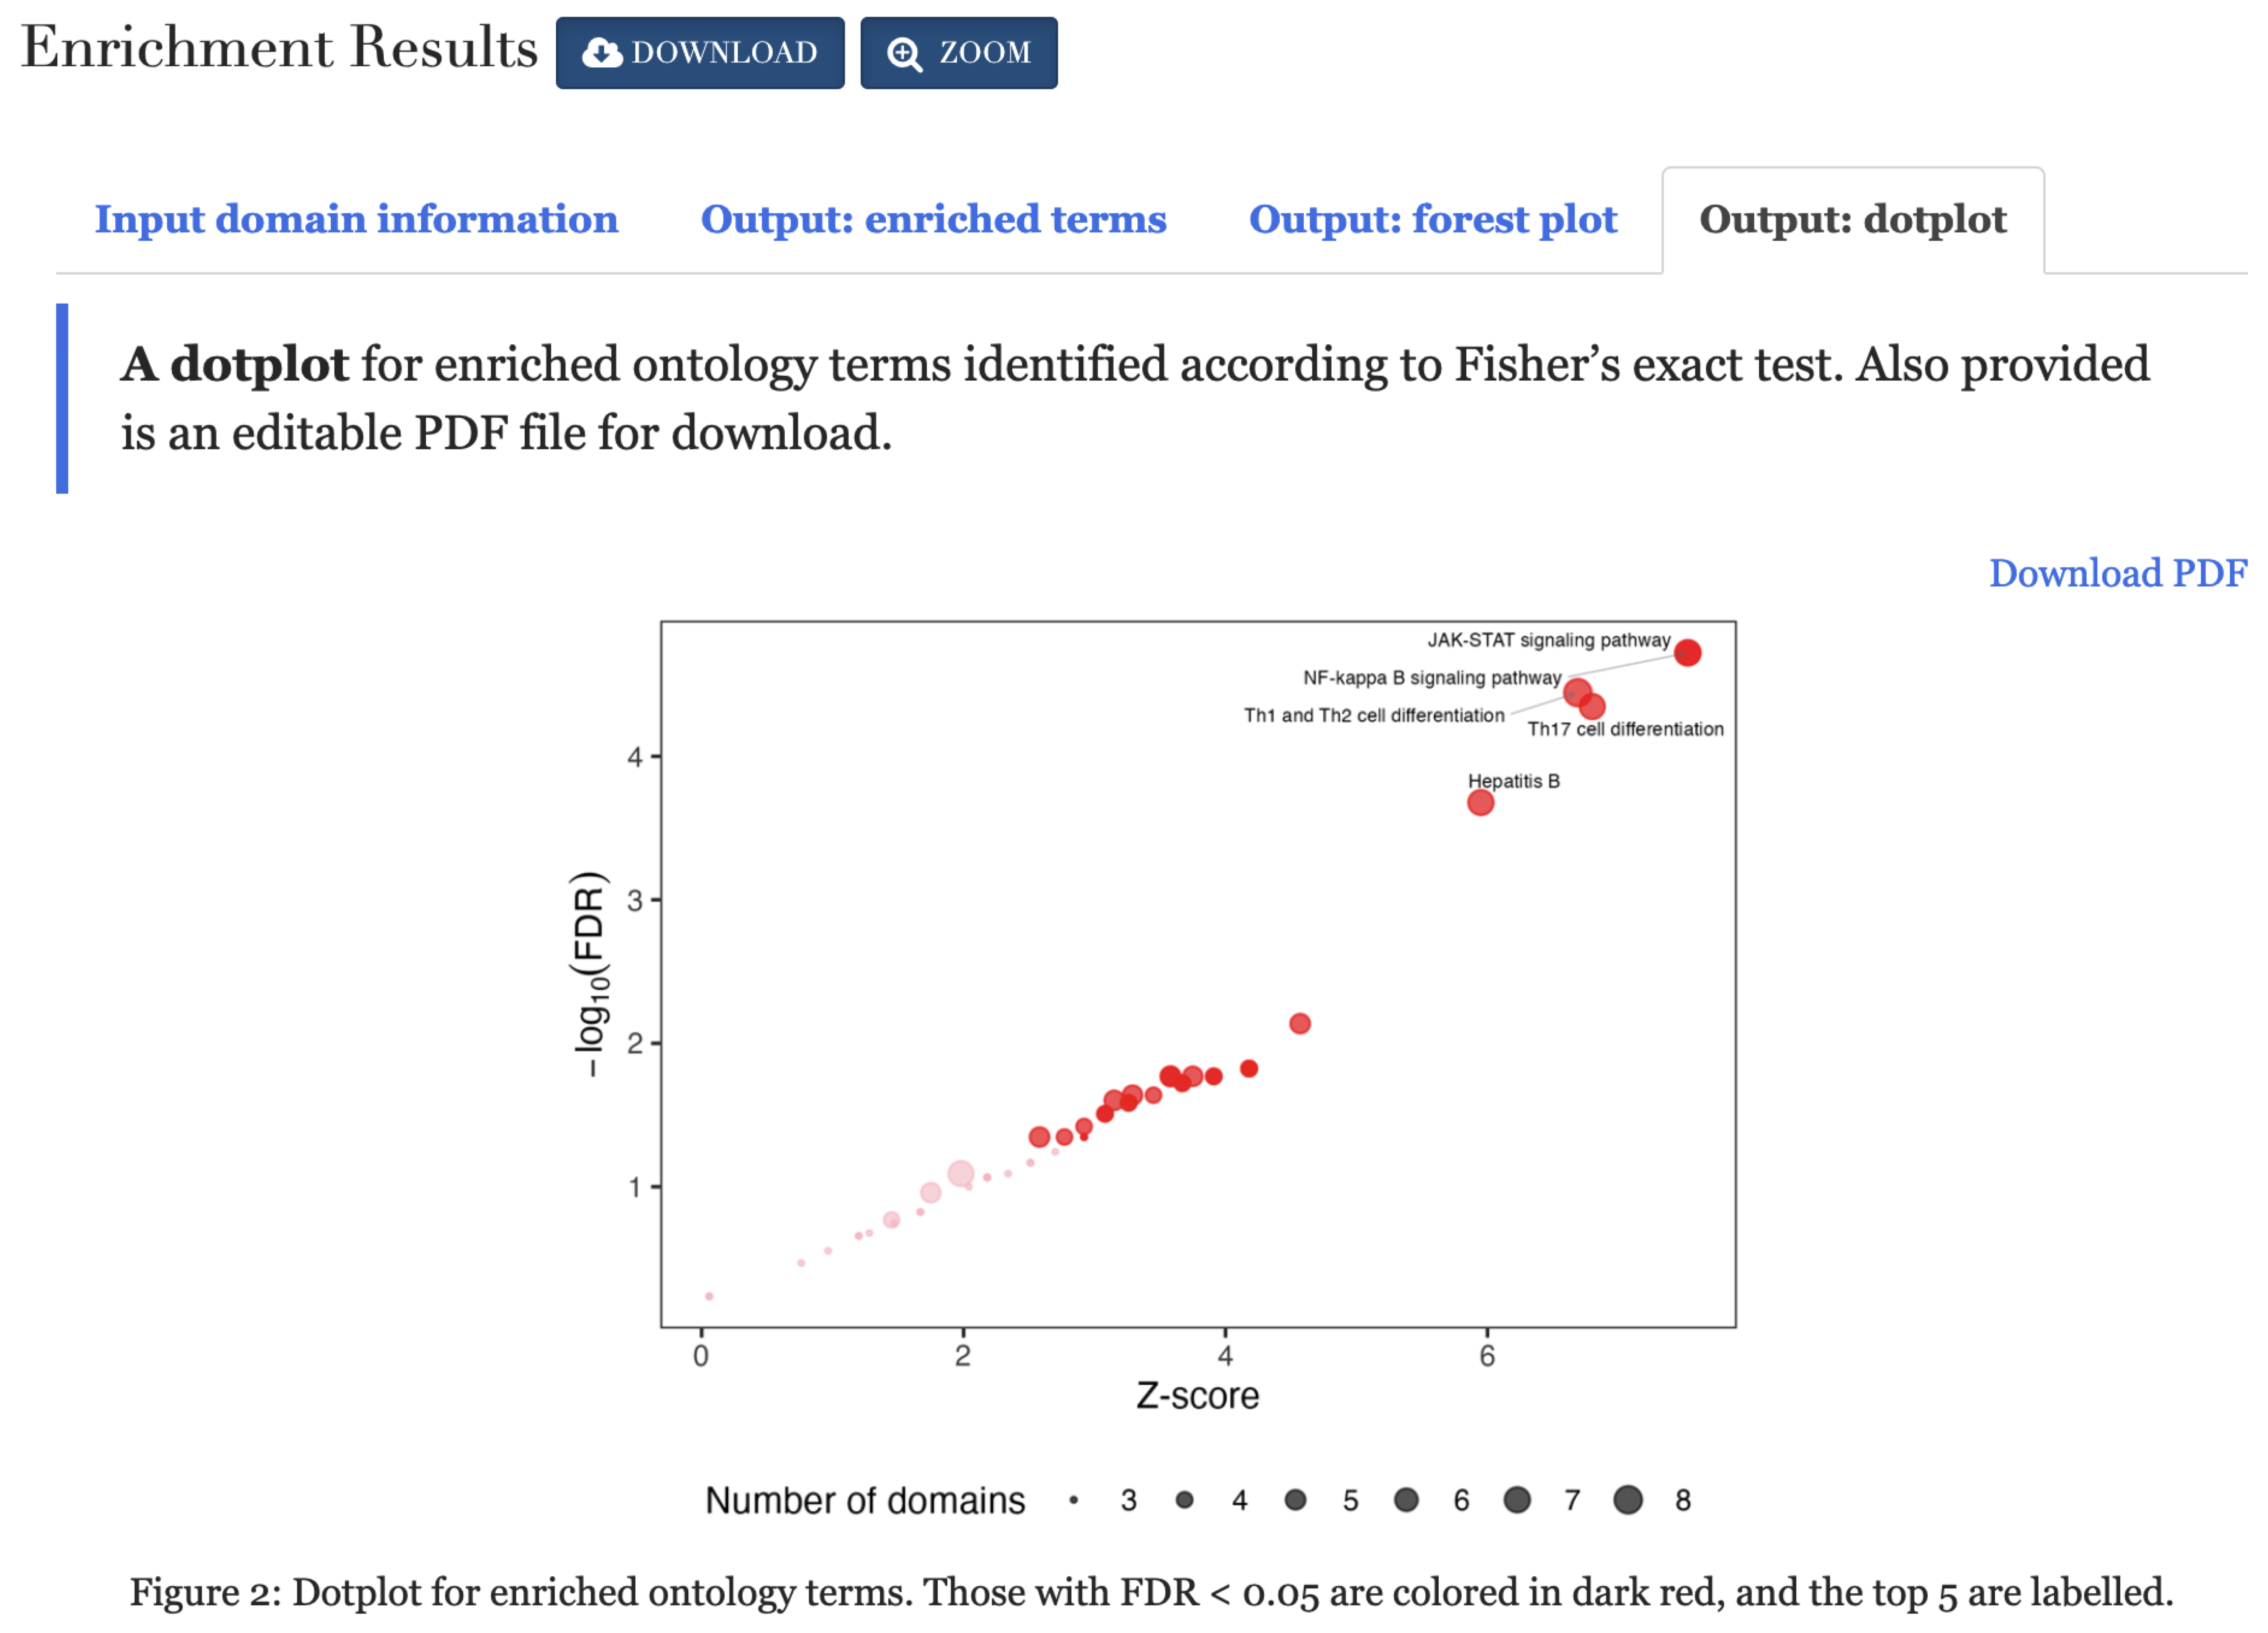 Enrichment Results DOWNLOAD ZOOM
Input domain information Output: enriched terms Output: forest plot Output: dotplot
A dotplot for enriched ontology terms identified according to Fisher’s exact test. Also provided
is an editable PDF file for download.
Download PDF
JAK-STAT signaling pathway
NF-kappa B signaling pathway
Th1 and Th2 cell differentiation
Th17 cell differentiation
Hepatitis B
4
3
2
1
−log₁₀(FDR)
0 2 4 6
Z-score
Number of domains 3 4 5 6 7 8
Figure 2: Dotplot for enriched ontology terms. Those with FDR < 0.05 are colored in dark red, and the top 5 are labelled.